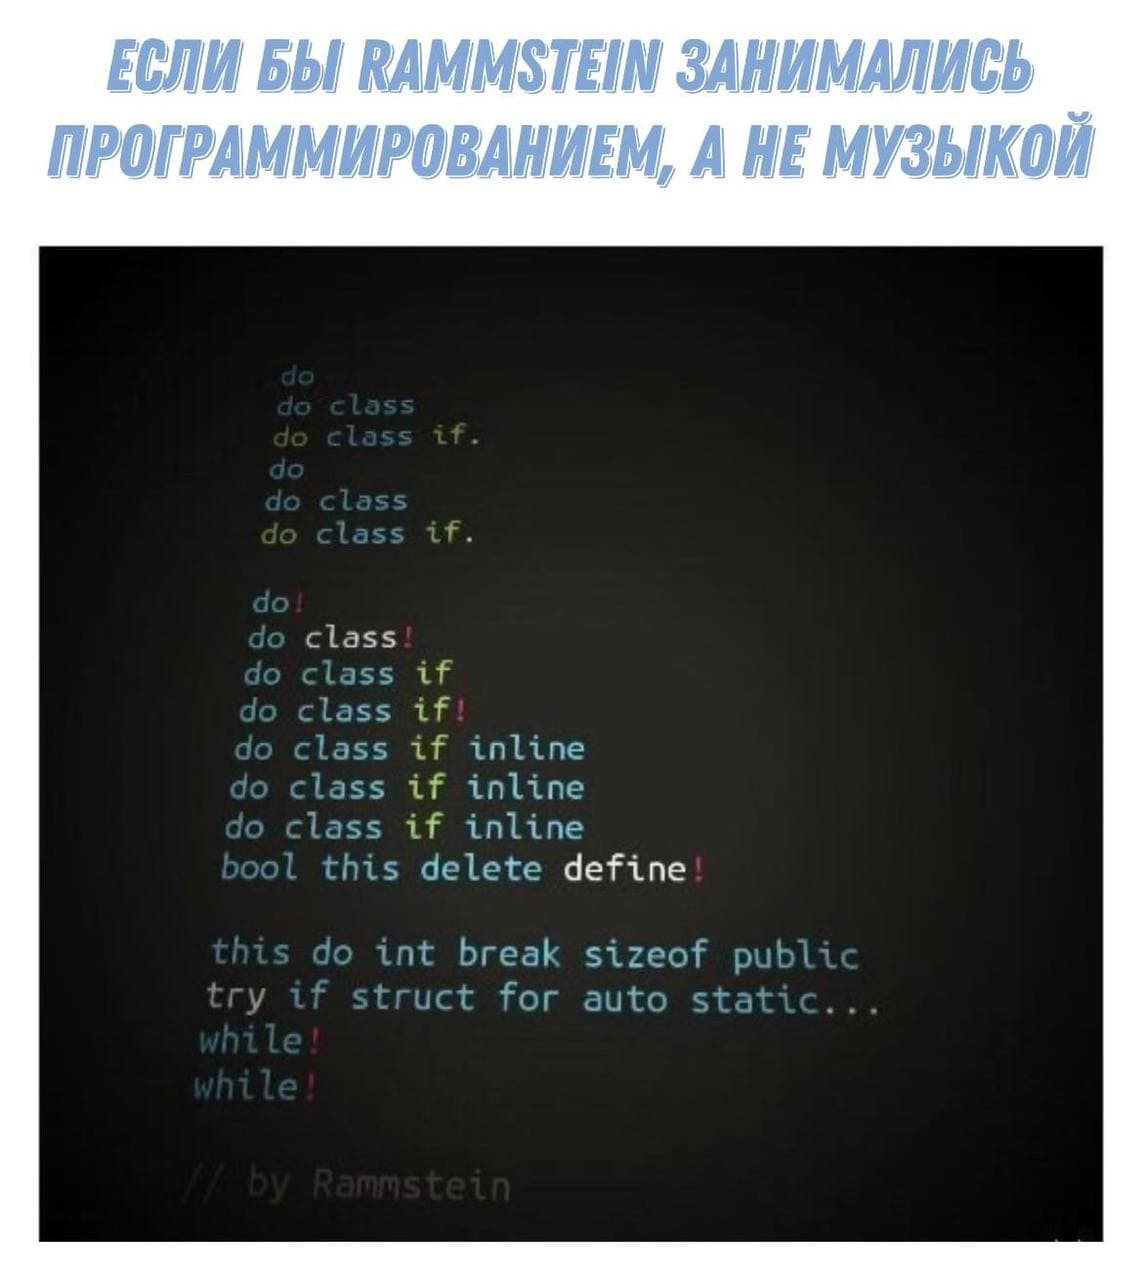 ЕСЛИ БЫ RAMMSTEIN ЗАНИМАЛИСЬ
ПРОГРАММИРОВАНИЕМ, А НЕ МУЗЫКОЙ
do
do class
do class if.
do
do class
do class if.
do!
do class!
do class if
do class if!
do class if inline
do class if inline
do class if inline
bool this delete define!
this do int break sizeof public
try if struct for auto static...
while!
while!
// by Rammstein